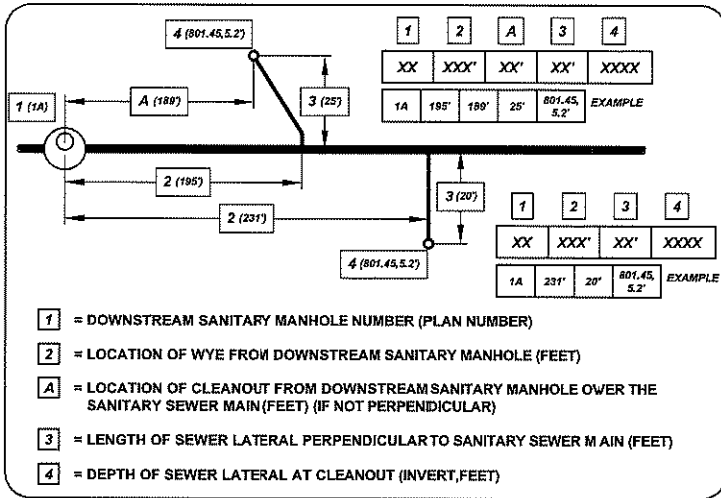 4 (801.45,5.2')
1 2 A 3 4
XX XXX' XX' XX' XXXX
1A 195' 189' 25' 801.45, 5.2' EXAMPLE
1 (1A)
A (189')
3 (25')
2 (195')
2 (231')
3 (20')
4 (801.45,5.2')
1 2 3 4
XX XXX' XX' XXXX
1A 231' 20' 801.45, 5.2' EXAMPLE
1 = DOWNSTREAM SANITARY MANHOLE NUMBER (PLAN NUMBER)
2 = LOCATION OF WYE FROM DOWNSTREAM SANITARY MANHOLE (FEET)
A = LOCATION OF CLEANOUT FROM DOWNSTREAM SANITARY MANHOLE OVER THE
SANITARY SEWER MAIN (FEET) (IF NOT PERPENDICULAR)
3 = LENGTH OF SEWER LATERAL PERPENDICULAR TO SANITARY SEWER MAIN (FEET)
4 = DEPTH OF SEWER LATERAL AT CLEANOUT (INVERT,FEET)